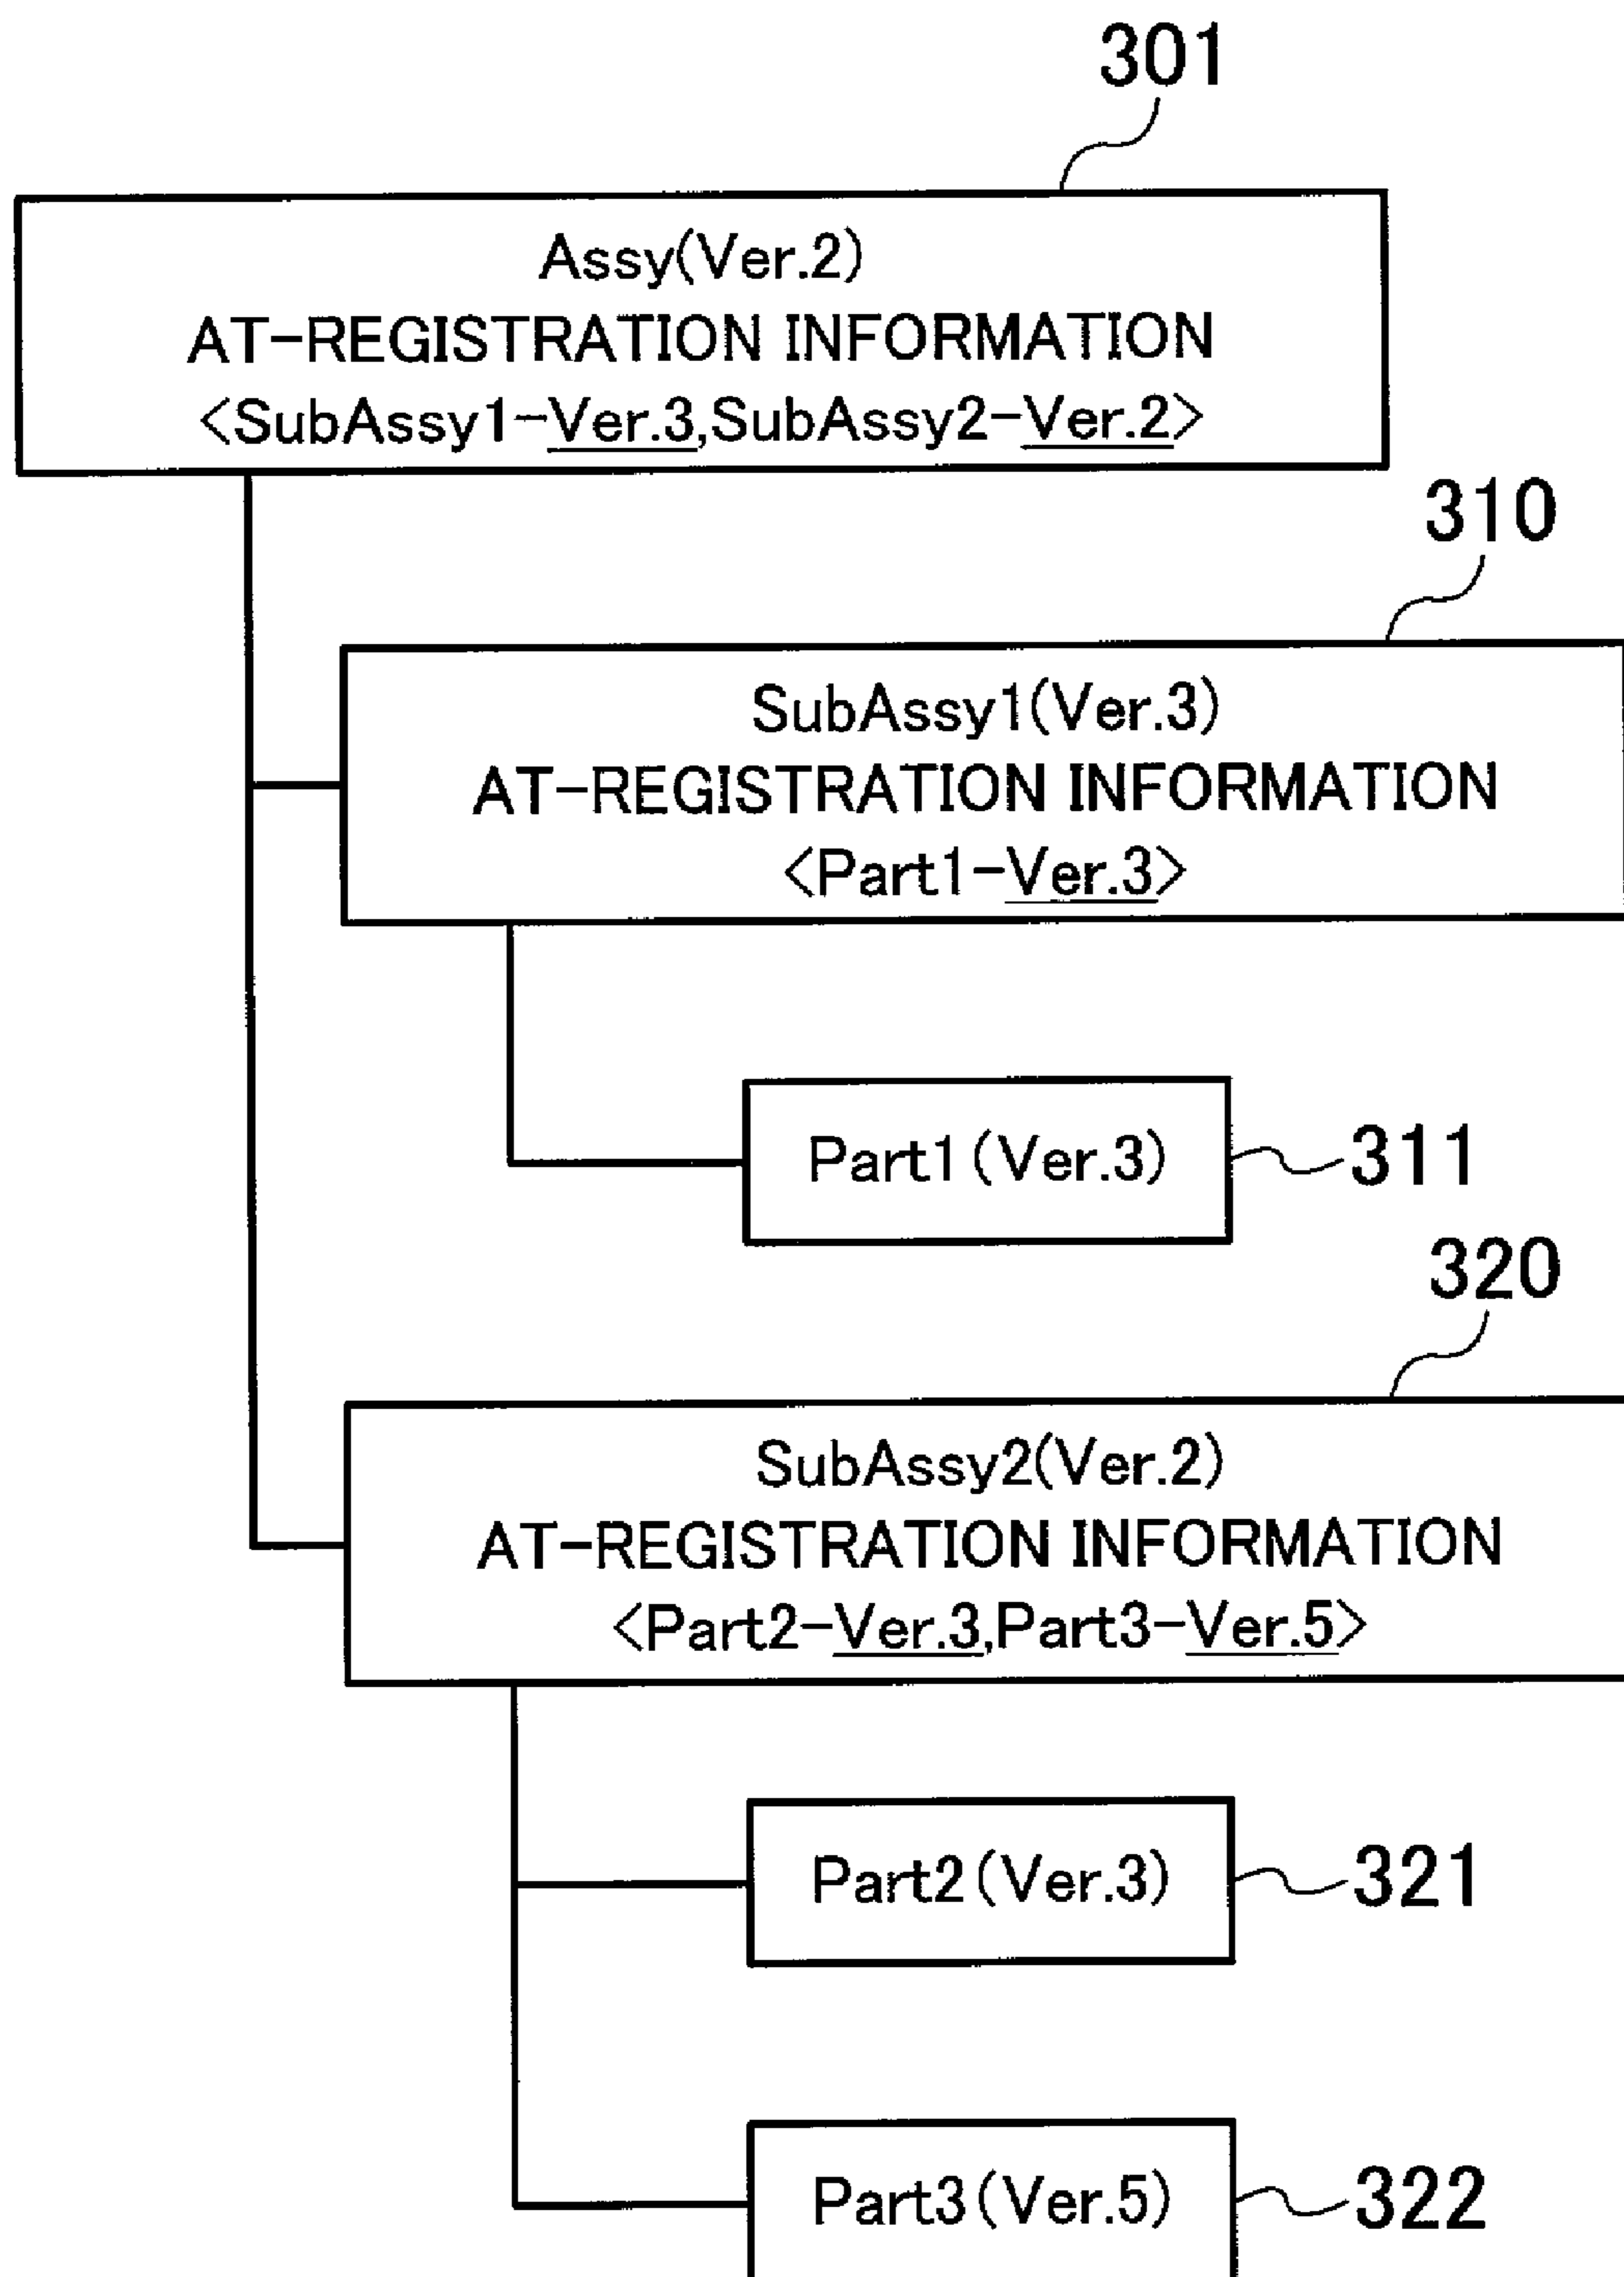 301
Assy(Ver.2)
AT-REGISTRATION INFORMATION
<SubAssy1-Ver.3,SubAssy2-Ver.2>
310
SubAssy1(Ver.3)
AT-REGISTRATION INFORMATION
<Part1-Ver.3>
Part1(Ver.3)
311
320
SubAssy2(Ver.2)
AT-REGISTRATION INFORMATION
<Part2-Ver.3,Part3-Ver.5>
Part2(Ver.3)
321
Part3(Ver.5)
322